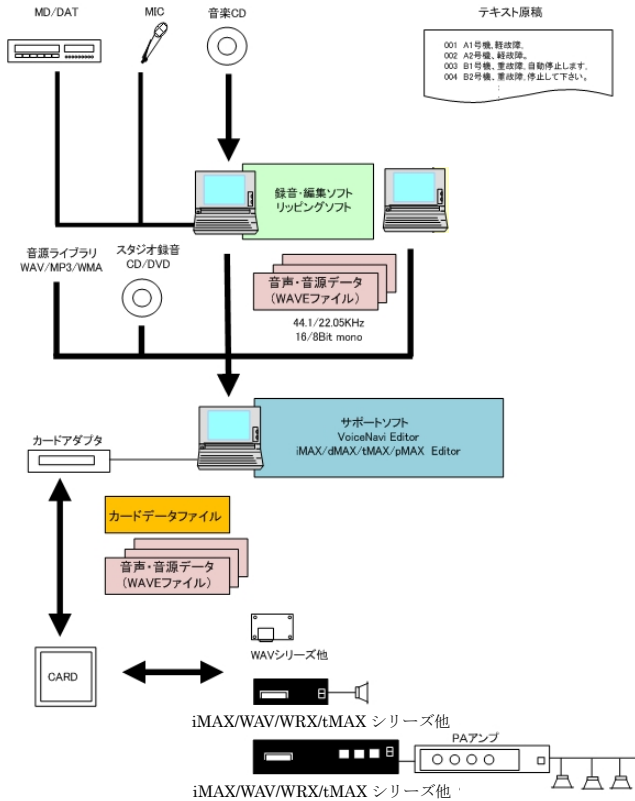 MD/DAT
MIC
音楽CD
テキスト原稿
001 A1号機、軽故障.
002 A2号機、軽故障。
003 B1号機、重故障,自動停止します.
004 B2号機、重故障,停止して下さい。
録音・編集ソフト
リッピングソフト
音源ライブラリ
WAV/MP3/WMA
スタジオ録音
CD/DVD
音声・音源データ
(WAVEファイル)
44.1/22.05KHz
16/8Bit mono
サポートソフト
VoiceNavi Editor
iMAX/dMAX/tMAX/pMAX Editor
カードアダプタ
カードデータファイル
音声・音源データ
(WAVEファイル)
CARD
WAVシリーズ他
iMAX/WAV/WRX/tMAX シリーズ他
PAアンプ
iMAX/WAV/WRX/tMAX シリーズ他